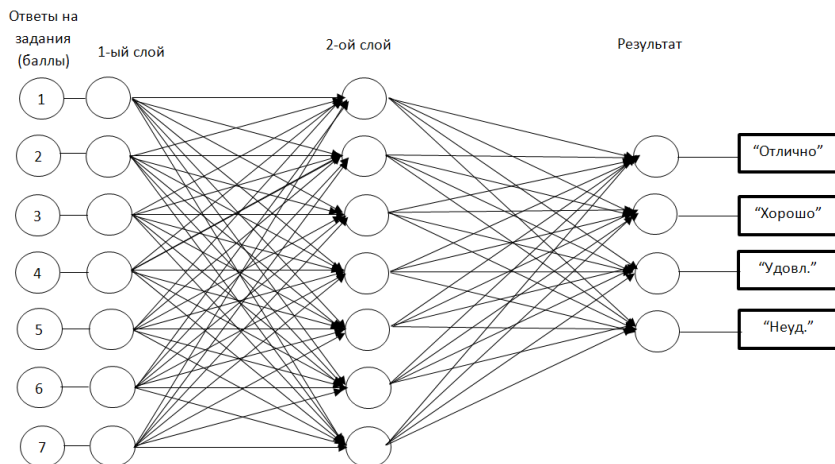 Ответы на
задания
(баллы)
1-ый слой
2-ой слой
Результат
1
2
3
4
5
6
7
“Отлично”
“Хорошо”
“Удовл.”
“Неуд.”